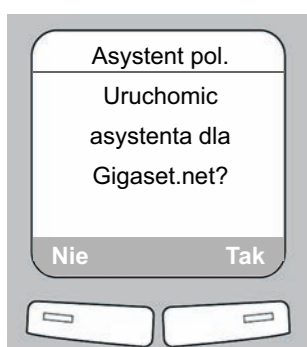 Asystent pol.
Uruchomic
asystenta dla
Gigaset.net?
Nie Tak